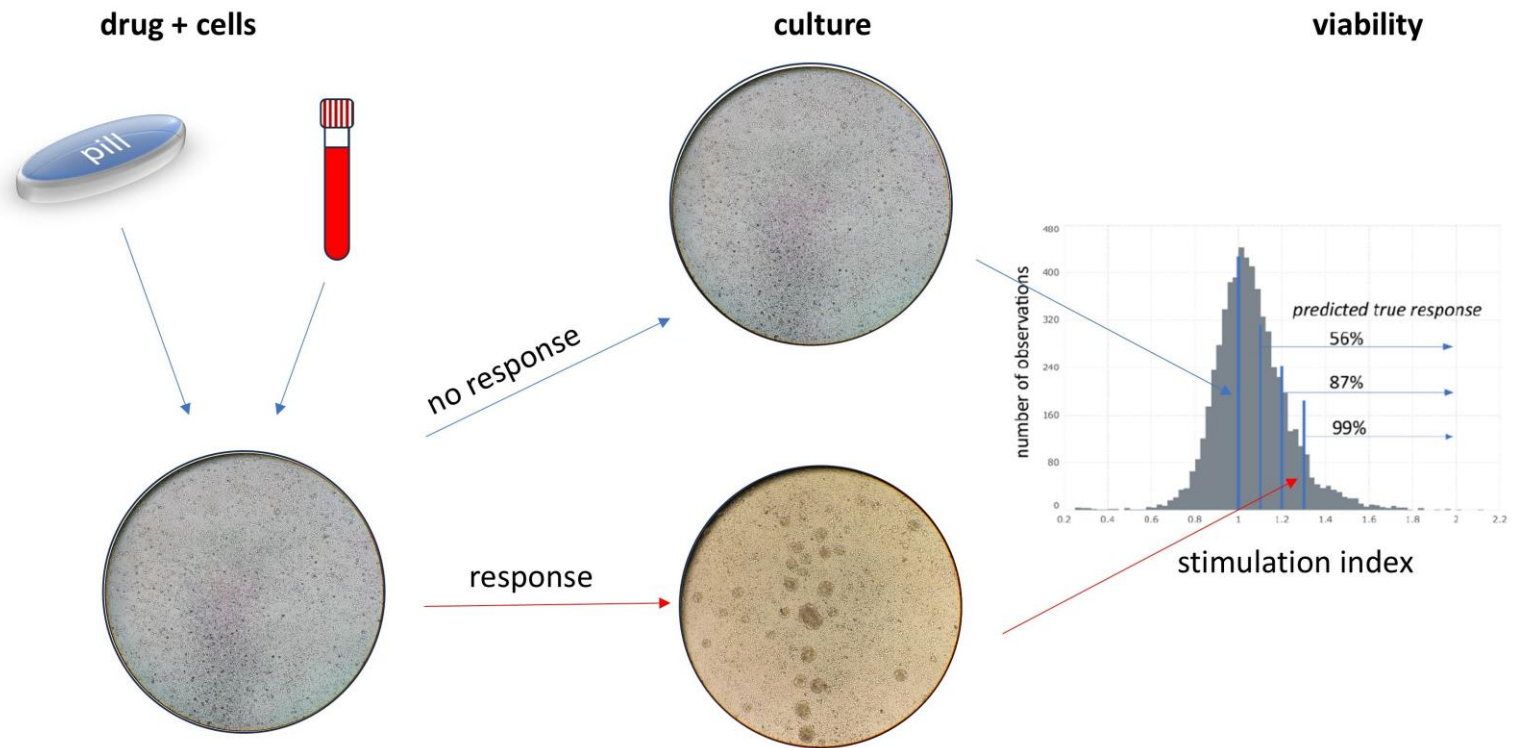 drug + cells
culture
viability
pill
no response
response
number of observations
480
400
320
240
160
80
0
predicted true response
56%
87%
99%
0.2 0.4 0.6 0.8 1 1.2 1.4 1.6 1.8 2 2.2
stimulation index